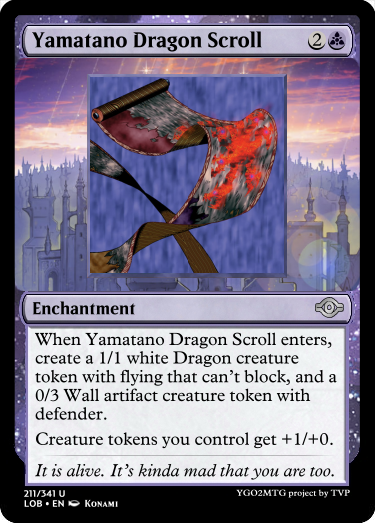 Yamatano Dragon Scroll 2
Enchantment
When Yamatano Dragon Scroll enters,
create a 1/1 white Dragon creature
token with flying that can't block, and a
0/3 Wall artifact creature token with
defender.
Creature tokens you control get +1/+0.
It is alive. It's kinda mad that you are too.
211/341 U
YGO2MTG project by TVP
LOB • EN Konami